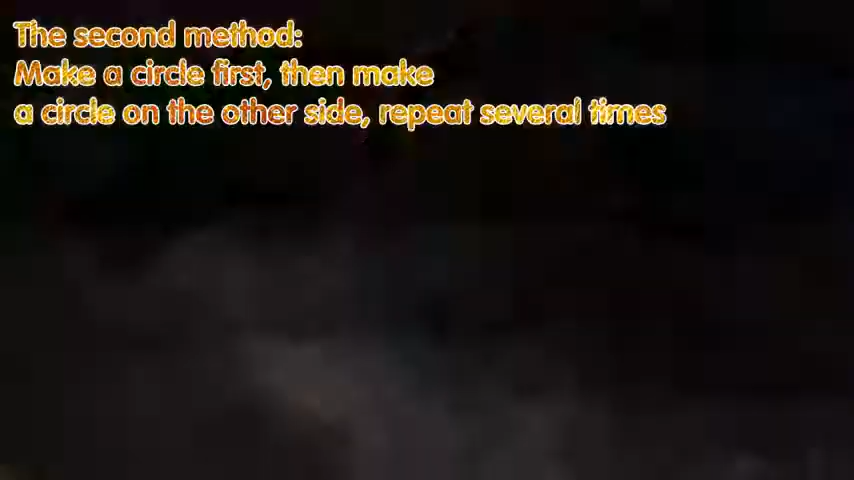 The second method:
Make a circle first, then make
a circle on the other side, repeat several times